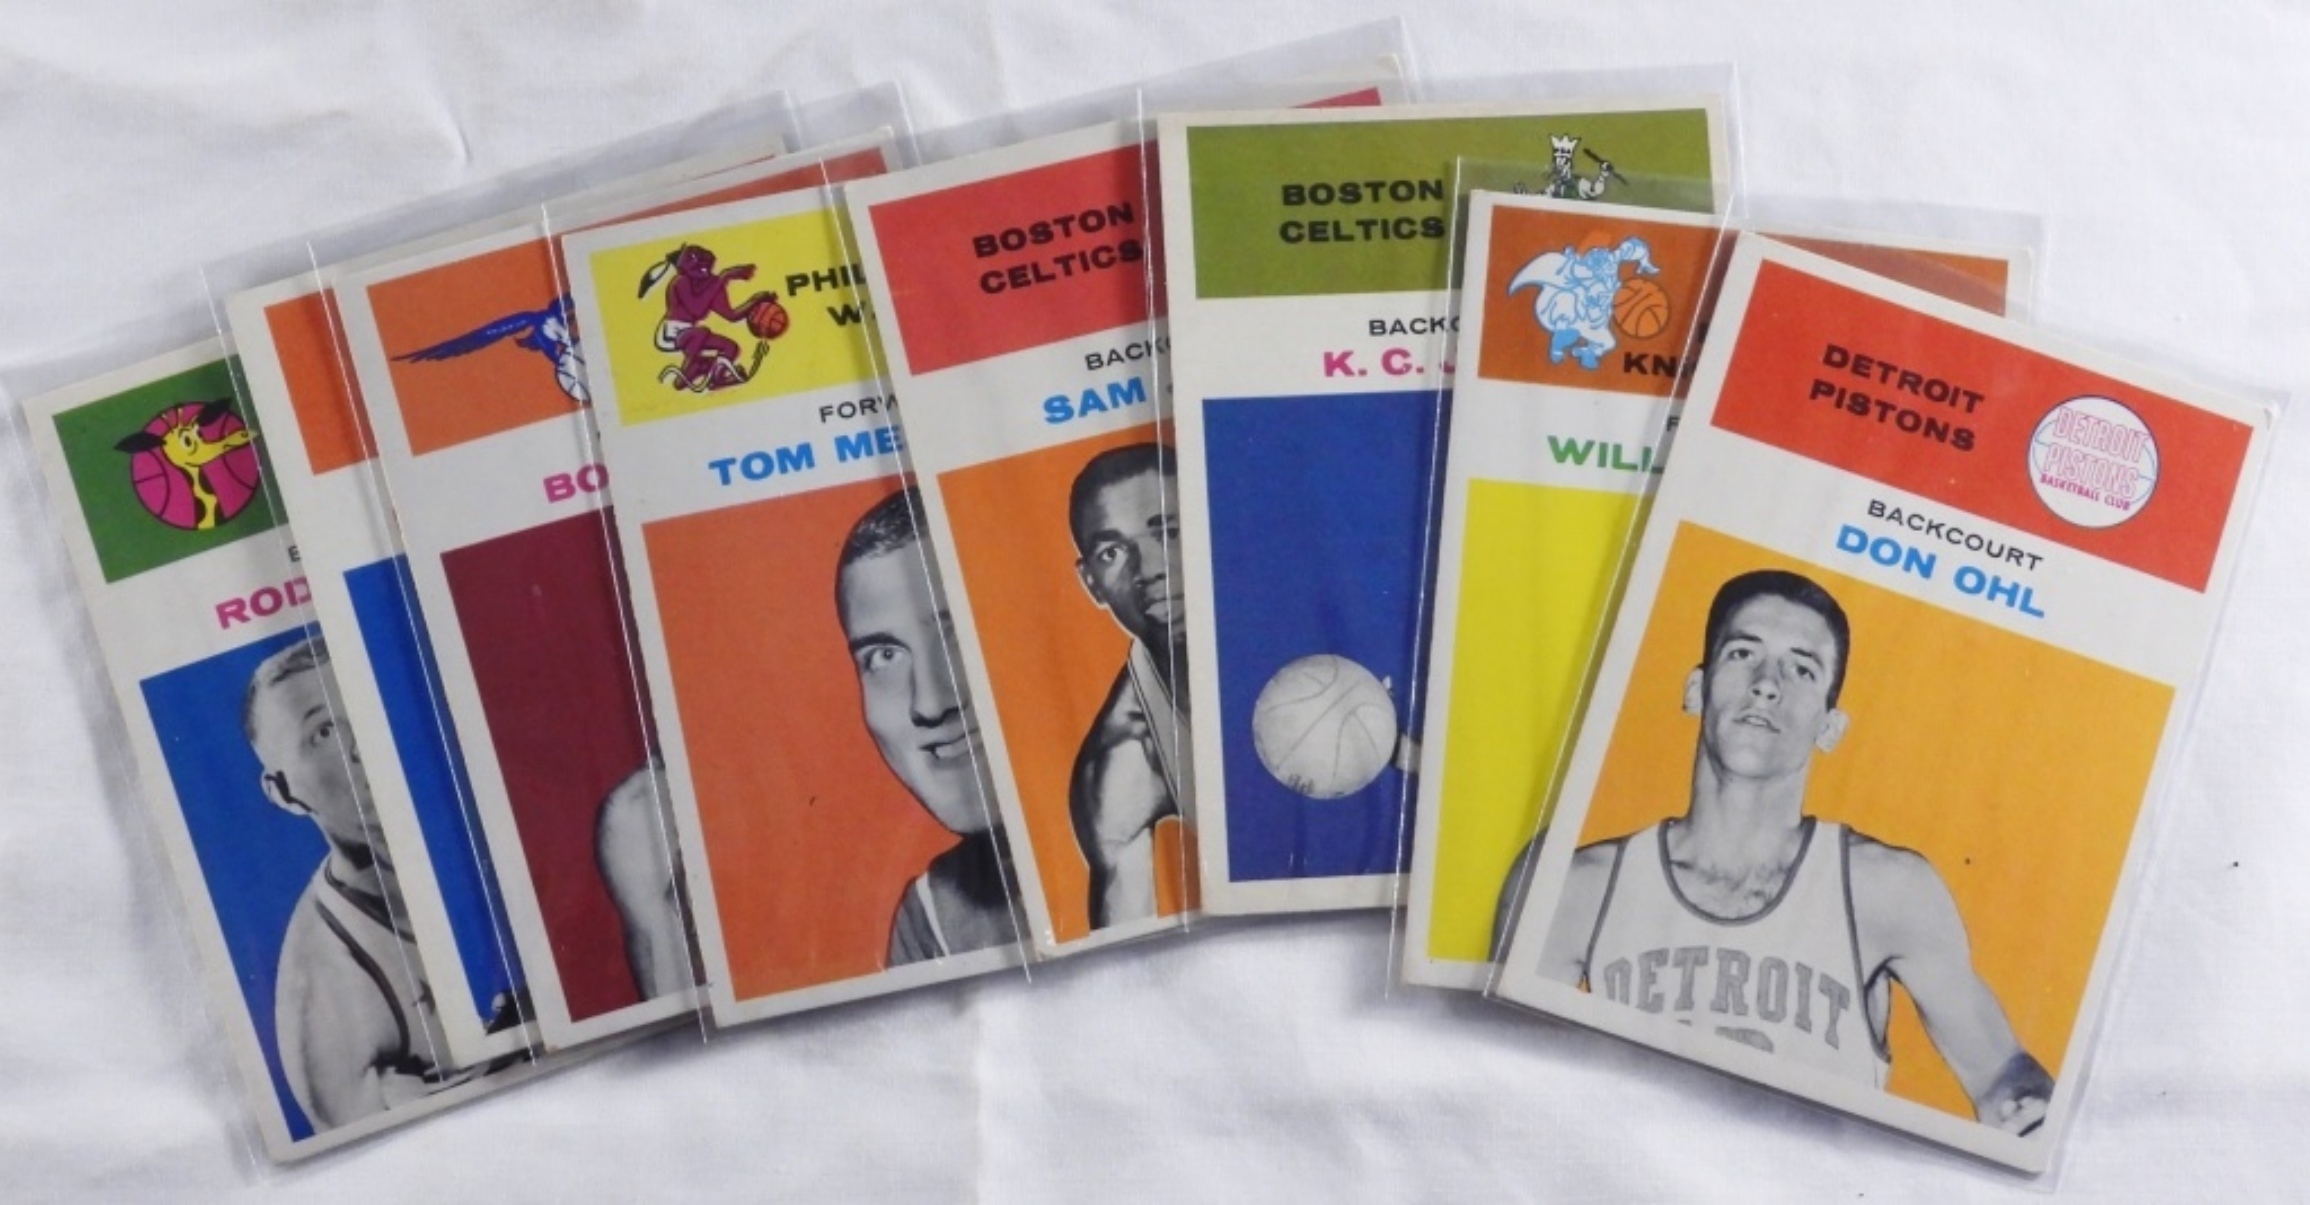 ROD
BO
PHIL
W
FORW
TOM ME
BOSTON
CELTICS
BACKC
SAM
BOSTON
CELTICS
BACKC
K. C. J
KN
F
WILL
DETROIT
PISTONS
DETROIT
PISTONS
BASKETBALL CLUB
BACKCOURT
DON OHL
DETROIT